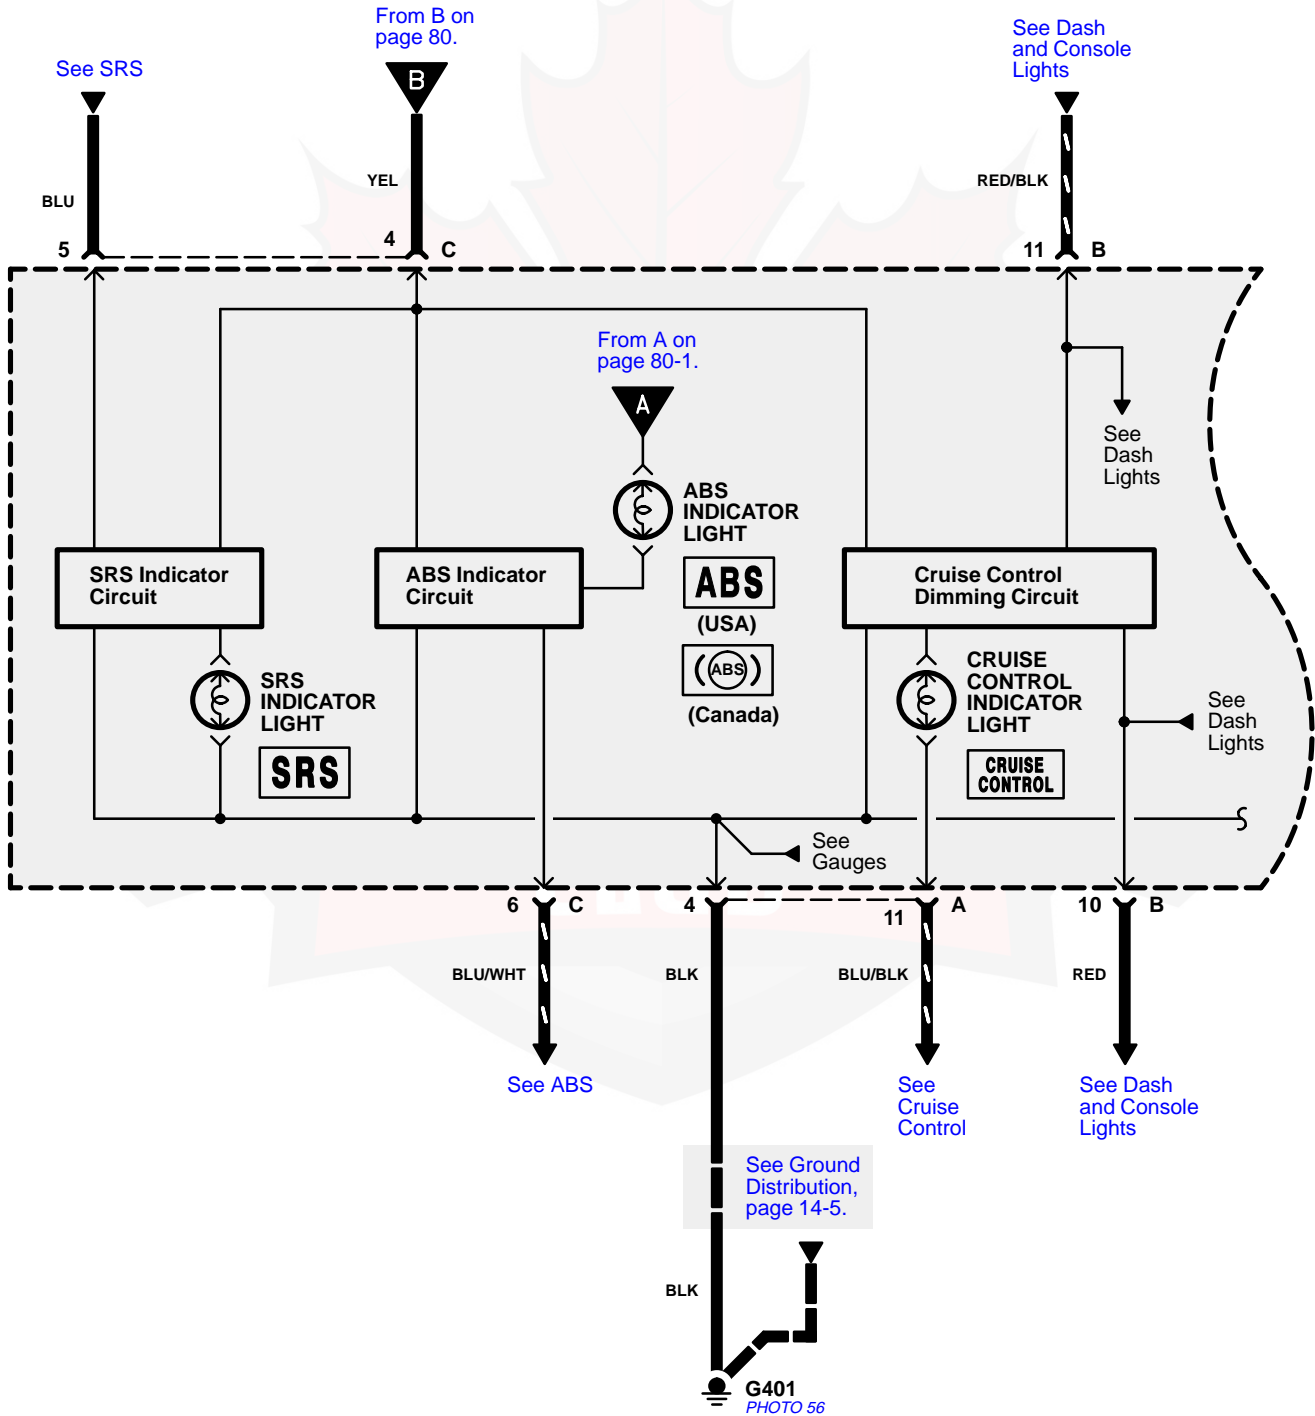 From B on
page 80.
See Dash
and Console
Lights
See SRS
B
YEL
RED/BLK
BLU
5
4
C
11
B
From A on
page 80-1.
A
See
Dash
Lights
ABS
INDICATOR
LIGHT
SRS Indicator
Circuit
ABS Indicator
Circuit
ABS
(USA)
Cruise Control
Dimming Circuit
SRS
INDICATOR
LIGHT
SRS
(ABS)
(Canada)
CRUISE
CONTROL
INDICATOR
LIGHT
CRUISE
CONTROL
See
Dash
Lights
See
Gauges
6
C
4
11
A
10
B
BLU/WHT
BLK
BLU/BLK
RED
See ABS
See
Cruise
Control
See Dash
and Console
Lights
See Ground
Distribution,
page 14-5.
BLK
G401
PHOTO 56